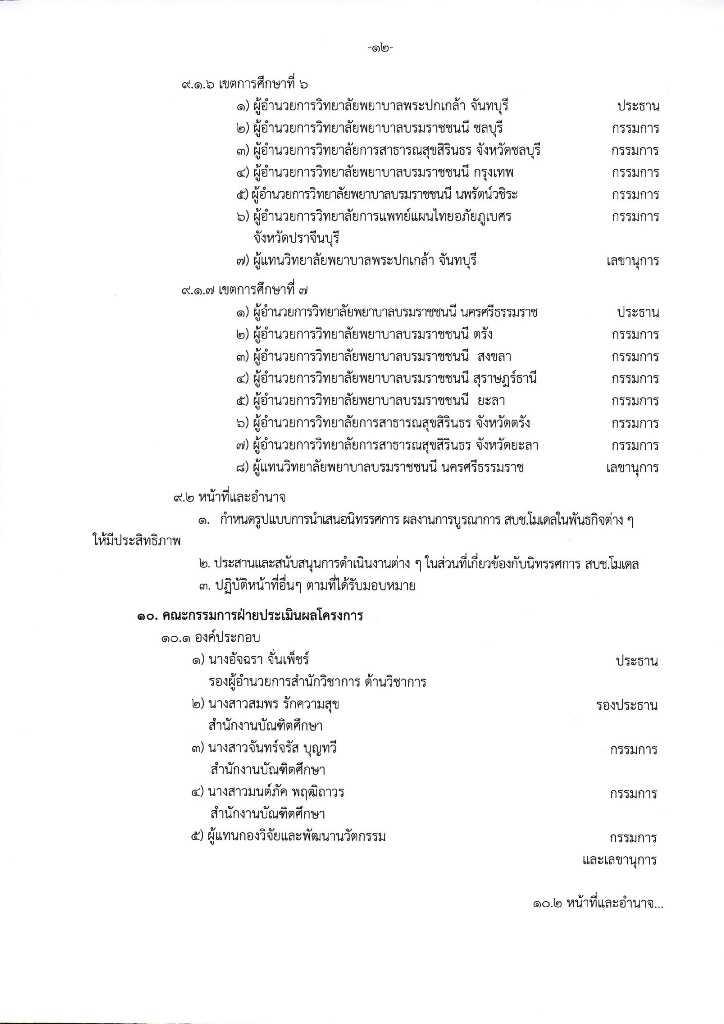 -๑๒-
๙.๑.๖ เขตการศึกษาที่ ๖
๑) ผู้อำนวยการวิทยาลัยพยาบาลพระปกเกล้า จันทบุรี ประธาน
๒) ผู้อำนวยการวิทยาลัยพยาบาลบรมราชชนนี ชลบุรี กรรมการ
๓) ผู้อำนวยการวิทยาลัยการสาธารณสุขสิรินธร จังหวัดชลบุรี กรรมการ
๔) ผู้อำนวยการวิทยาลัยพยาบาลบรมราชชนนี กรุงเทพ กรรมการ
๕) ผู้อำนวยการวิทยาลัยพยาบาลบรมราชชนนี นพรัตน์วชิระ กรรมการ
๖) ผู้อำนวยการวิทยาลัยการแพทย์แผนไทยอภัยภูเบศร กรรมการ
จังหวัดปราจีนบุรี
๗) ผู้แทนวิทยาลัยพยาบาลพระปกเกล้า จันทบุรี เลขานุการ
๙.๑.๗ เขตการศึกษาที่ ๗
๑) ผู้อำนวยการวิทยาลัยพยาบาลบรมราชชนนี นครศรีธรรมราช ประธาน
๒) ผู้อำนวยการวิทยาลัยพยาบาลบรมราชชนนี ตรัง กรรมการ
๓) ผู้อำนวยการวิทยาลัยพยาบาลบรมราชชนนี สงขลา กรรมการ
๔) ผู้อำนวยการวิทยาลัยพยาบาลบรมราชชนนี สุราษฎร์ธานี กรรมการ
๕) ผู้อำนวยการวิทยาลัยพยาบาลบรมราชชนนี ยะลา กรรมการ
๖) ผู้อำนวยการวิทยาลัยการสาธารณสุขสิรินธร จังหวัดตรัง กรรมการ
๗) ผู้อำนวยการวิทยาลัยการสาธารณสุขสิรินธร จังหวัดยะลา กรรมการ
๘) ผู้แทนวิทยาลัยพยาบาลบรมราชชนนี นครศรีธรรมราช เลขานุการ
๙.๒ หน้าที่และอำนาจ
๑. กำหนดรูปแบบการนำเสนอนิทรรศการ ผลงานการบูรณาการ สบช.โมเดลในพันธกิจต่าง ๆ
ให้มีประสิทธิภาพ
๒. ประสานและสนับสนุนการดำเนินงานต่าง ๆ ในส่วนที่เกี่ยวข้องกับนิทรรศการ สบช.โมเดล
๓. ปฏิบัติหน้าที่อื่นๆ ตามที่ได้รับมอบหมาย
๑๐. คณะกรรมการฝ่ายประเมินผลโครงการ
๑๐.๑ องค์ประกอบ
๑) นางอัจฉรา จั่นเพ็ชร์ ประธาน
รองผู้อำนวยการสำนักวิชาการ ด้านวิชาการ
๒) นางสาวสมพร รักความสุข รองประธาน
สำนักงานบัณฑิตศึกษา
๓) นางสาวจันทร์จรัส บุญทวี กรรมการ
สำนักงานบัณฑิตศึกษา
๔) นางสาวมนต์ภัค พฤฒิถาวร กรรมการ
สำนักงานบัณฑิตศึกษา
๕) ผู้แทนกองวิจัยและพัฒนานวัตกรรม กรรมการ
และเลขานุการ
๑๐.๒ หน้าที่และอำนาจ...